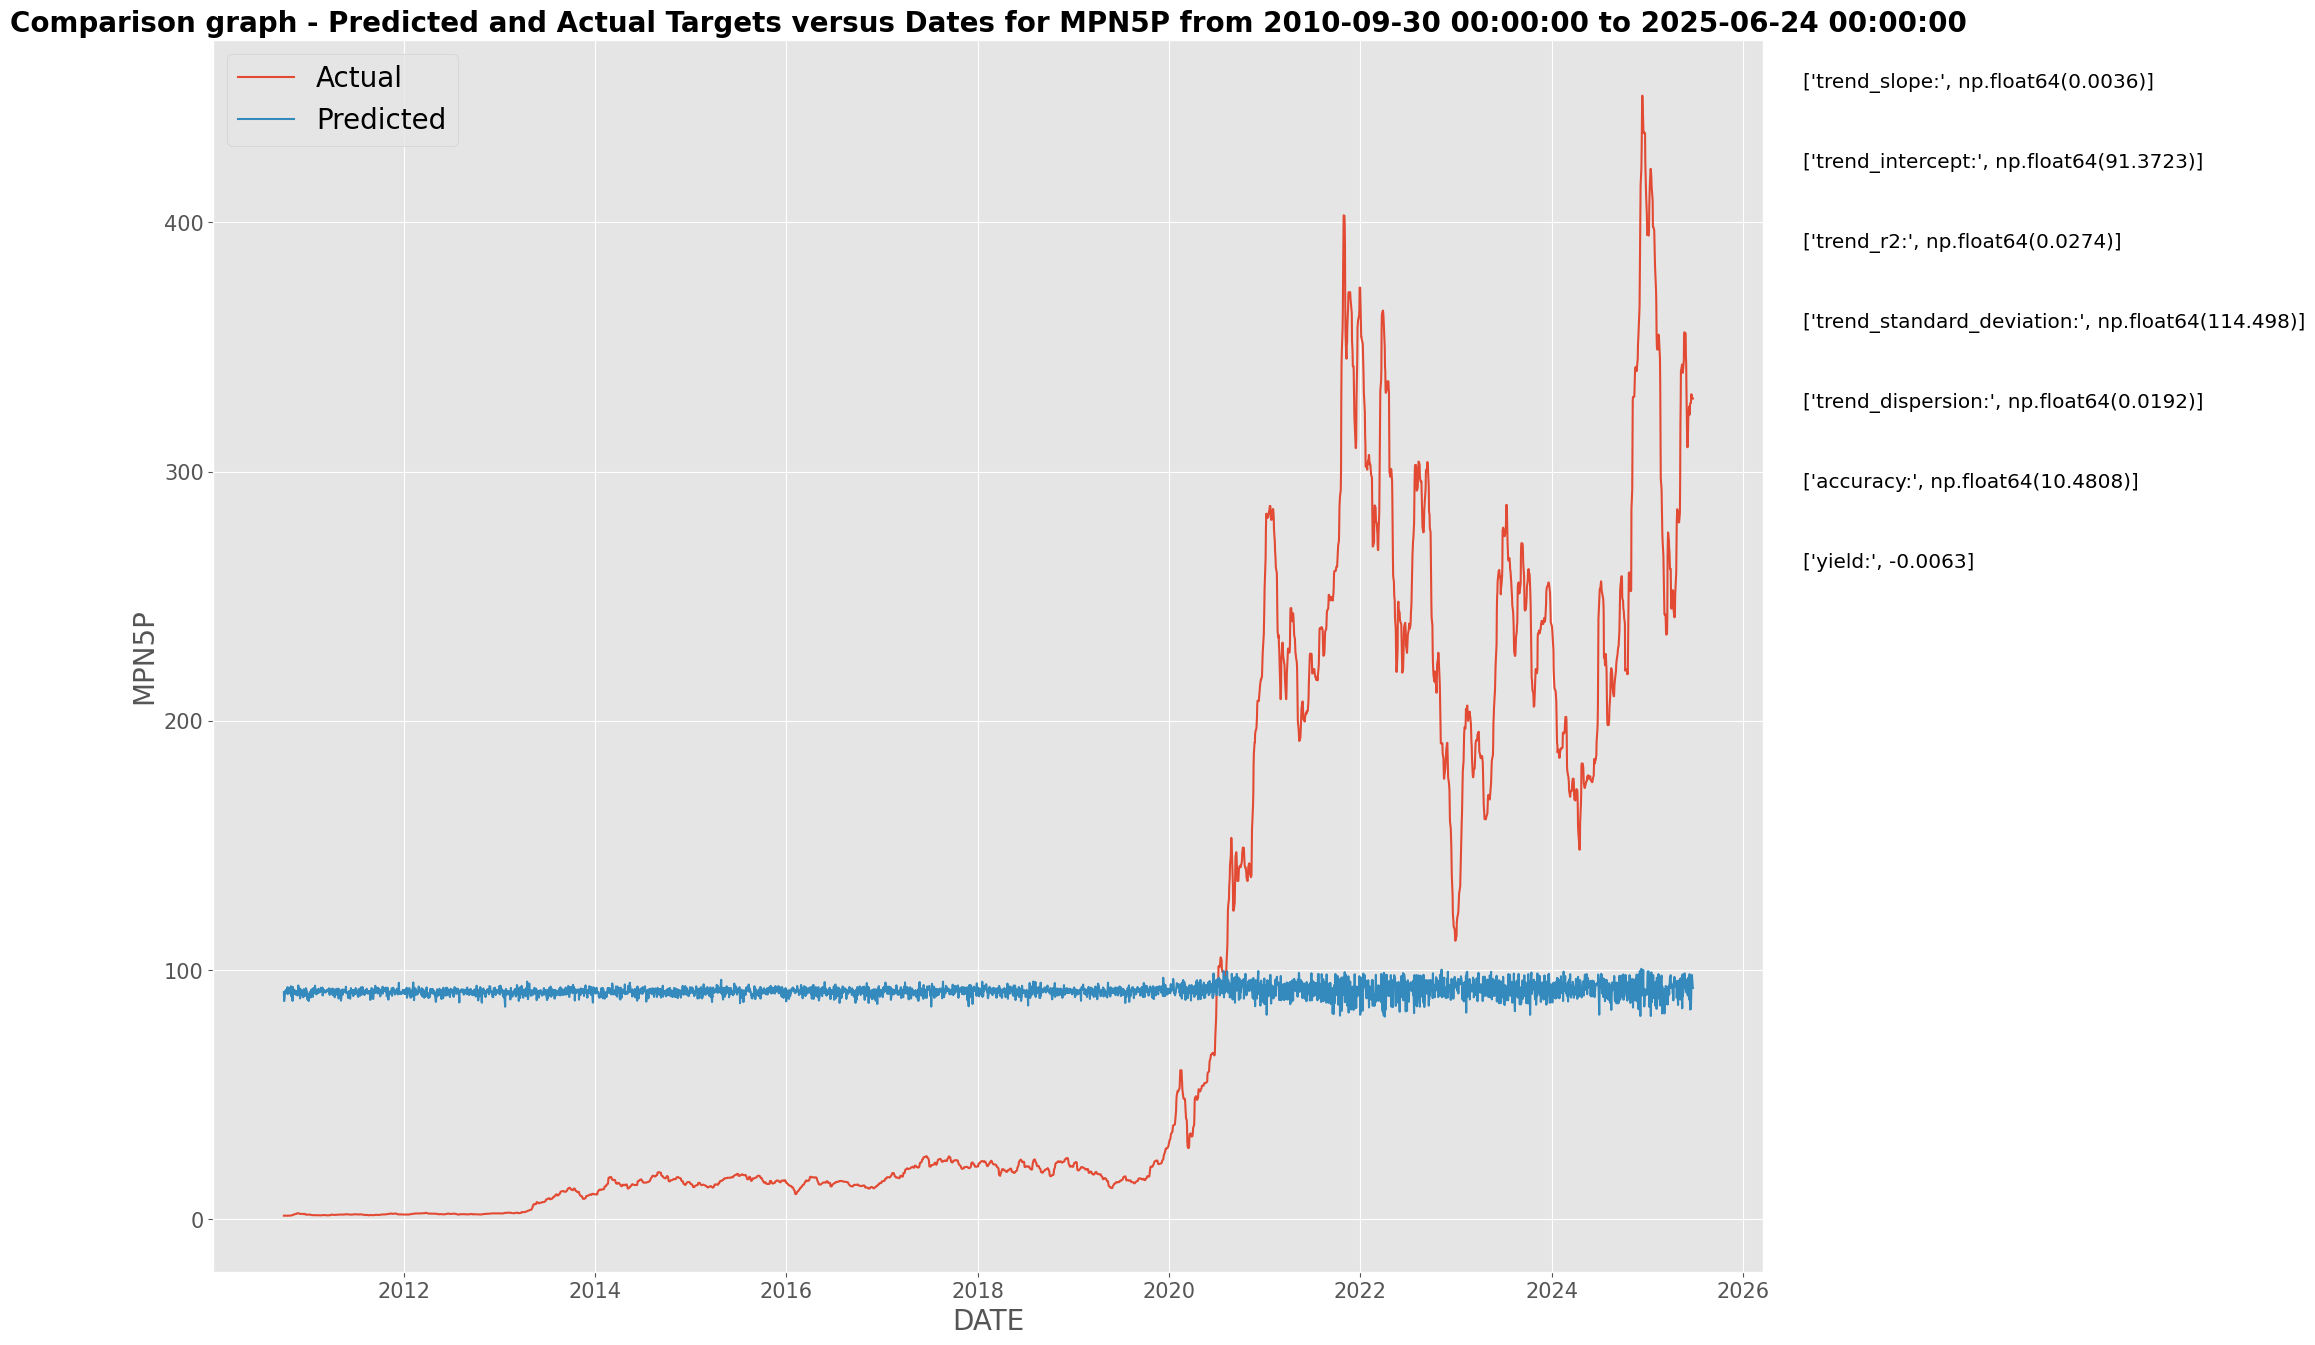 Comparison graph - Predicted and Actual Targets versus Dates for MPN5P from 2010-09-30 00:00:00 to 2025-06-24 00:00:00
Actual
Predicted
['trend_slope:', np.float64(0.0036)]
['trend_intercept:', np.float64(91.3723)]
['trend_r2:', np.float64(0.0274)]
['trend_standard_deviation:', np.float64(114.498)]
['trend_dispersion:', np.float64(0.0192)]
['accuracy:', np.float64(10.4808)]
['yield:', -0.0063]
MPN5P
400
300
200
100
0
2012
2014
2016
2018
2020
2022
2024
2026
DATE